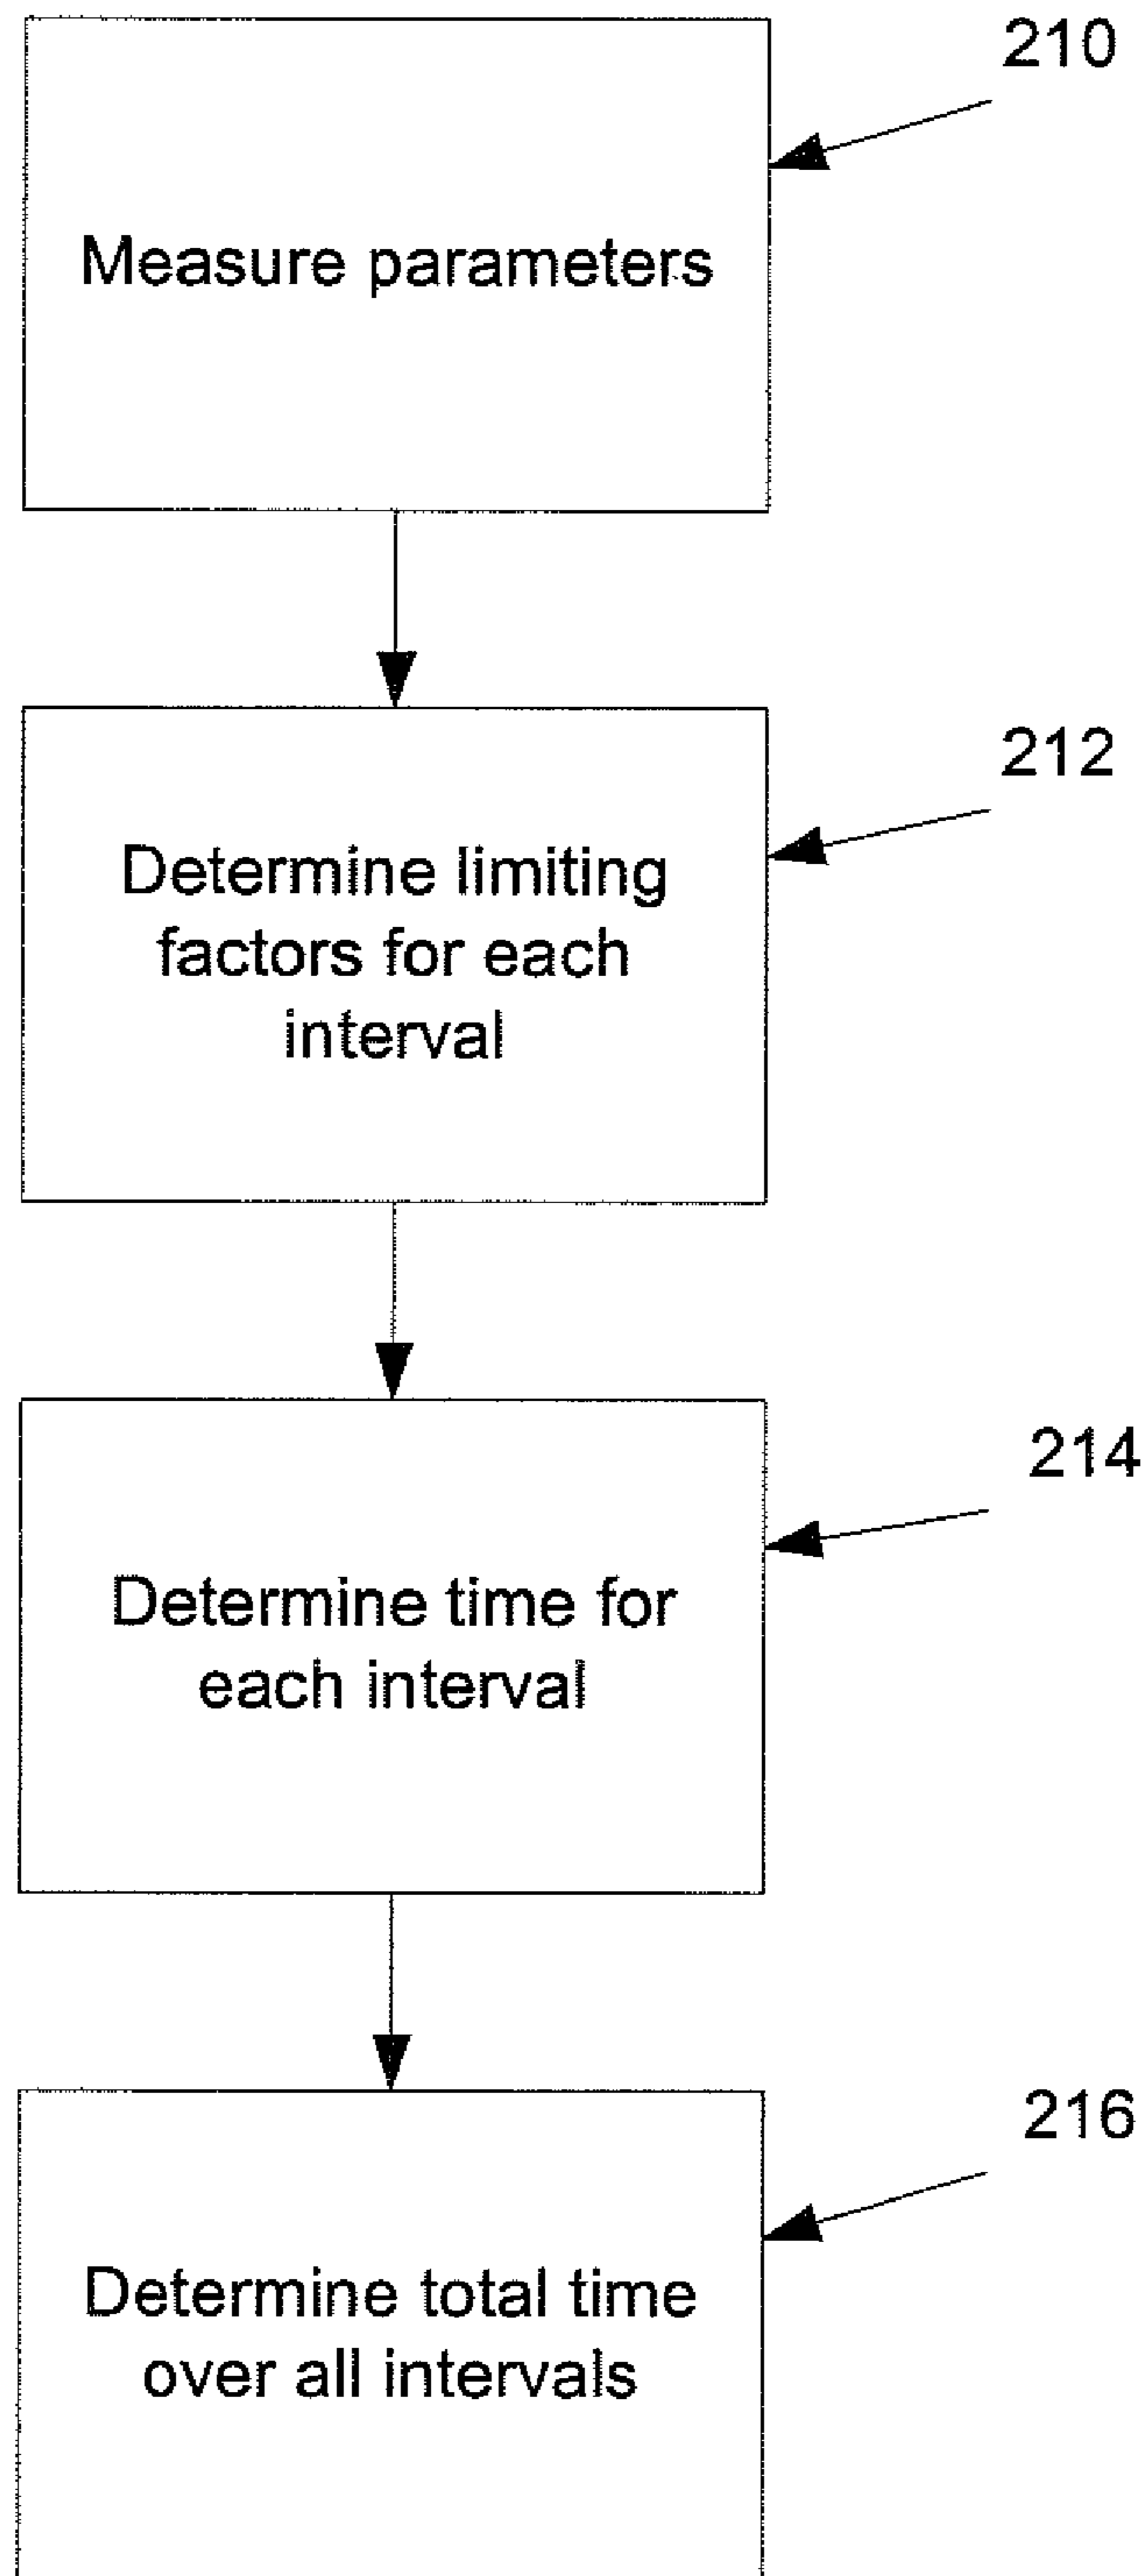 210
Measure parameters
212
Determine limiting
factors for each
interval
214
Determine time for
each interval
216
Determine total time
over all intervals